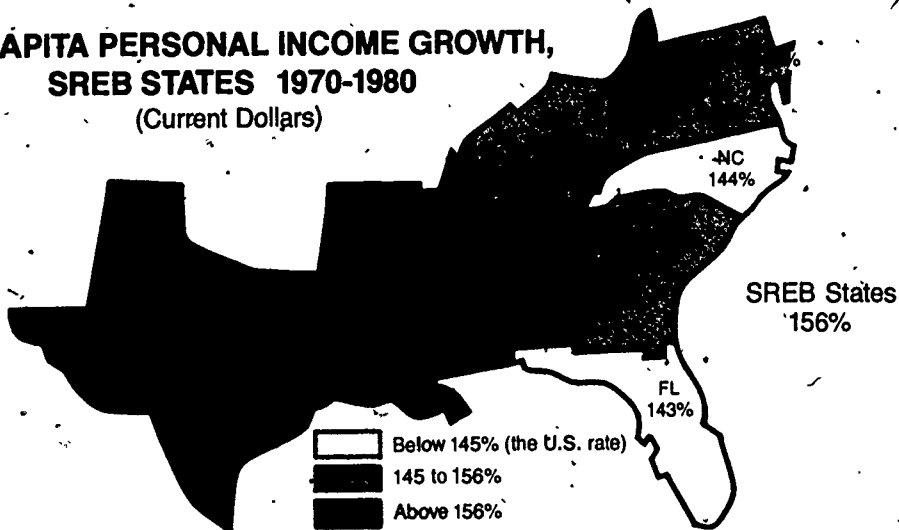 APITA PERSONAL INCOME GROWTH,
SREB STATES 1970-1980
(Current Dollars)
NC
144%
SREB States
156%
FL
143%
Below 145% (the U.S. rate)
145 to 156%
Above 156%